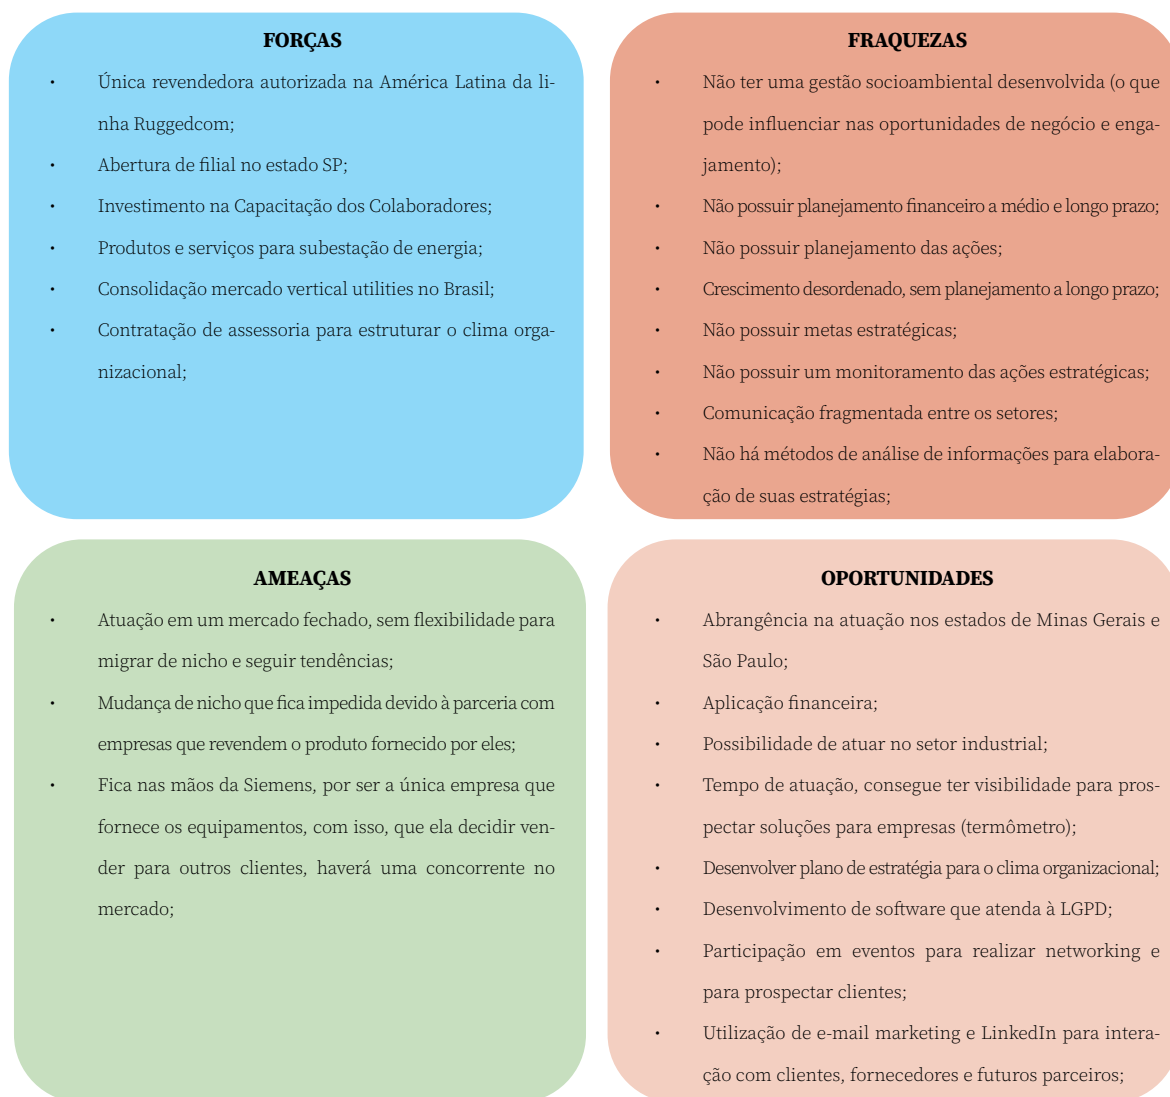 FORÇAS
• Única revendedora autorizada na América Latina da li-
nha Ruggedcom;
• Abertura de filial no estado SP;
• Investimento na Capacitação dos Colaboradores;
• Produtos e serviços para subestação de energia;
• Consolidação mercado vertical utilities no Brasil;
• Contratação de assessoria para estruturar o clima orga-
nizacional;
FRAQUEZAS
• Não ter uma gestão socioambiental desenvolvida (o que
pode influenciar nas oportunidades de negócio e enga-
jamento);
• Não possuir planejamento financeiro a médio e longo prazo;
• Não possuir planejamento das ações;
• Crescimento desordenado, sem planejamento a longo prazo;
• Não possuir metas estratégicas;
• Não possuir um monitoramento das ações estratégicas;
• Comunicação fragmentada entre os setores;
• Não há métodos de análise de informações para elabora-
ção de suas estratégias;
AMEAÇAS
• Atuação em um mercado fechado, sem flexibilidade para
migrar de nicho e seguir tendências;
• Mudança de nicho que fica impedida devido à parceria com
empresas que revendem o produto fornecido por eles;
• Fica nas mãos da Siemens, por ser a única empresa que
fornece os equipamentos, com isso, que ela decidir ven-
der para outros clientes, haverá uma concorrente no
mercado;
OPORTUNIDADES
• Abrangência na atuação nos estados de Minas Gerais e
São Paulo;
• Aplicação financeira;
• Possibilidade de atuar no setor industrial;
• Tempo de atuação, consegue ter visibilidade para pros-
pectar soluções para empresas (termômetro);
• Desenvolver plano de estratégia para o clima organizacional;
• Desenvolvimento de software que atenda à LGPD;
• Participação em eventos para realizar networking e
para prospectar clientes;
• Utilização de e-mail marketing e LinkedIn para intera-
ção com clientes, fornecedores e futuros parceiros;